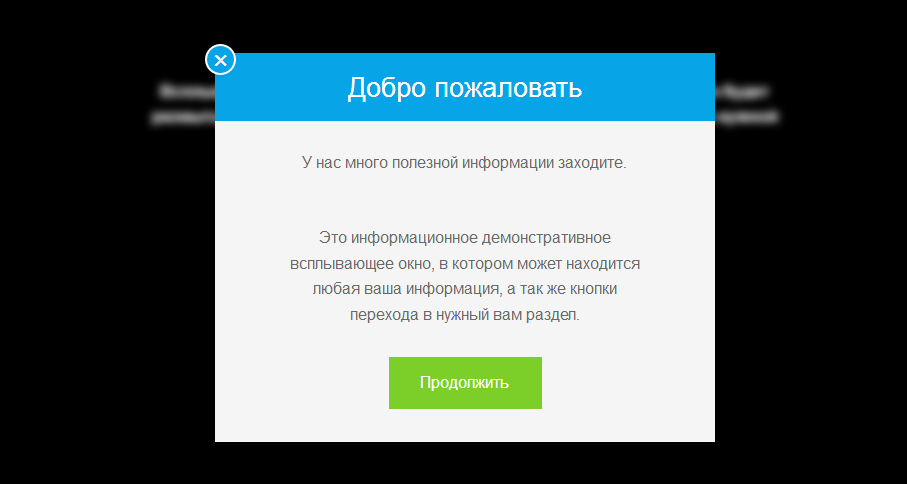 Добро пожаловать
У нас много полезной информации заходите.
Это информационное демонстративное
всплывающее окно, в котором может находится
любая ваша информация, а так же кнопки
перехода в нужный вам раздел.
Продолжить